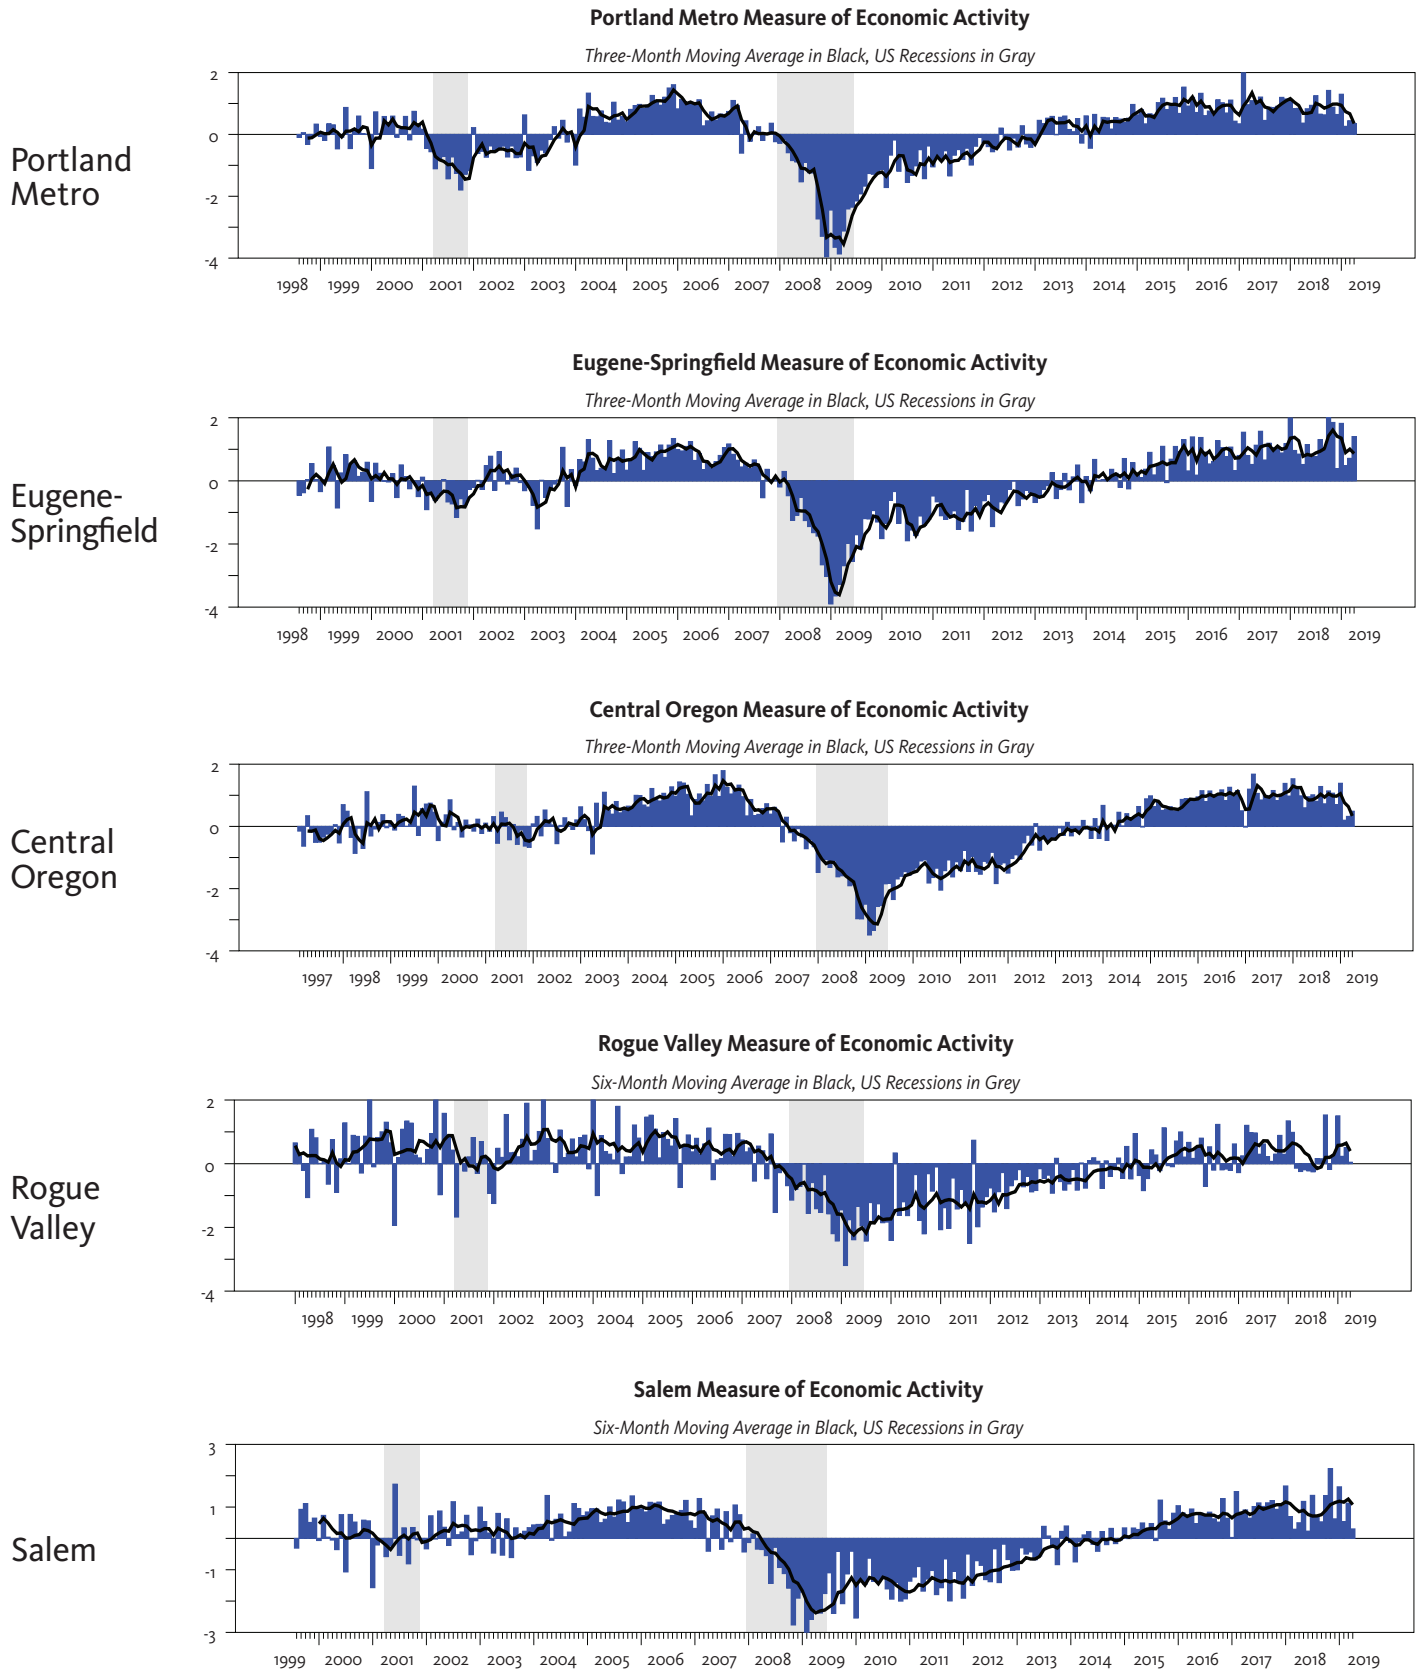 Portland Metro Measure of Economic Activity
Three-Month Moving Average in Black, US Recessions in Gray
Portland
Metro
2
0
-2
-4
1998 1999 2000 2001 2002 2003 2004 2005 2006 2007 2008 2009 2010 2011 2012 2013 2014 2015 2016 2017 2018 2019
Eugene-Springfield Measure of Economic Activity
Three-Month Moving Average in Black, US Recessions in Gray
Eugene-
Springfield
2
0
-2
-4
1998 1999 2000 2001 2002 2003 2004 2005 2006 2007 2008 2009 2010 2011 2012 2013 2014 2015 2016 2017 2018 2019
Central Oregon Measure of Economic Activity
Three-Month Moving Average in Black, US Recessions in Gray
Central
Oregon
2
0
-2
-4
1997 1998 1999 2000 2001 2002 2003 2004 2005 2006 2007 2008 2009 2010 2011 2012 2013 2014 2015 2016 2017 2018 2019
Rogue Valley Measure of Economic Activity
Six-Month Moving Average in Black, US Recessions in Grey
Rogue
Valley
2
0
-2
-4
1998 1999 2000 2001 2002 2003 2004 2005 2006 2007 2008 2009 2010 2011 2012 2013 2014 2015 2016 2017 2018 2019
Salem Measure of Economic Activity
Six-Month Moving Average in Black, US Recessions in Gray
Salem
3
1
-1
-3
1999 2000 2001 2002 2003 2004 2005 2006 2007 2008 2009 2010 2011 2012 2013 2014 2015 2016 2017 2018 2019